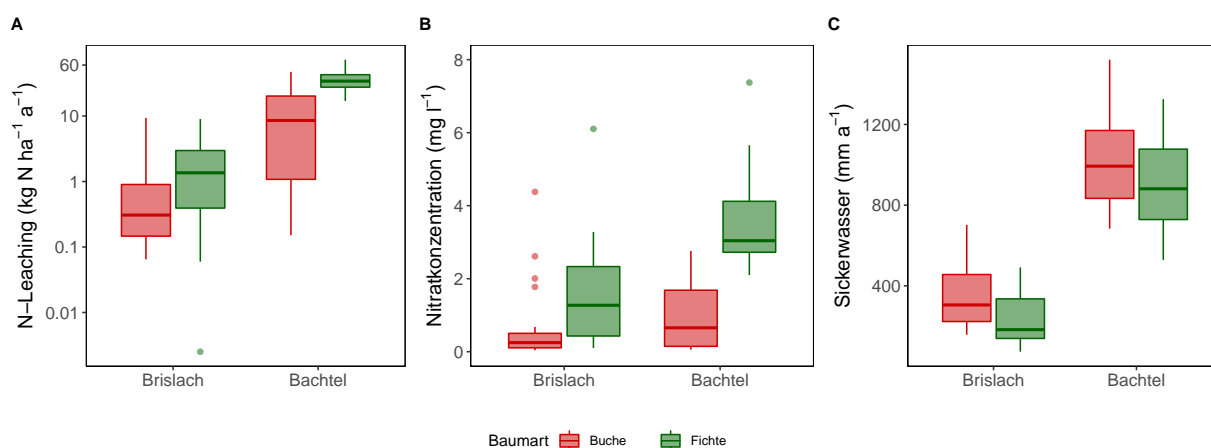 A
N–Leaching (kg N ha⁻¹ a⁻¹)
60
10
1
0.1
0.01
Brislach
Bachtel
B
Nitratkonzentration (mg l⁻¹)
8
6
4
2
0
Brislach
Bachtel
C
Sickerwasser (mm a⁻¹)
1200
800
400
Brislach
Bachtel
Baumart Buche Fichte